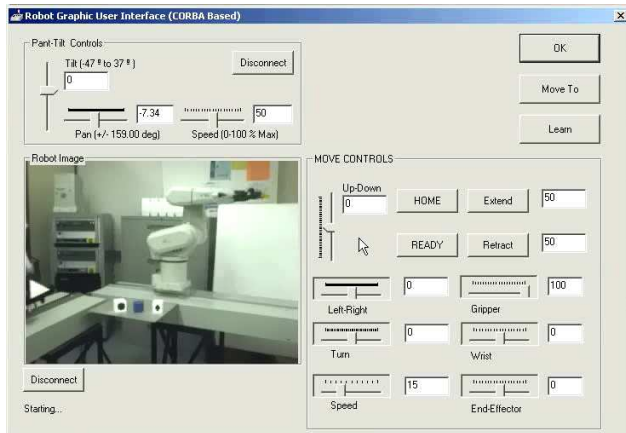 Robot Graphic User Interface (CORBA Based)
Pant-Tilt Controls
Tilt (-47 º to 37 º )
0
Disconnect
-7.34
50
Pan (+/- 159.00 deg)
Speed (0-100 % Max)
OK
Move To
Learn
Robot Image
Disconnect
Starting...
MOVE CONTROLS
Up-Down
0
HOME
Extend
50
READY
Retract
50
0
100
Left-Right
Gripper
0
0
Turn
Wrist
15
0
Speed
End-Effector